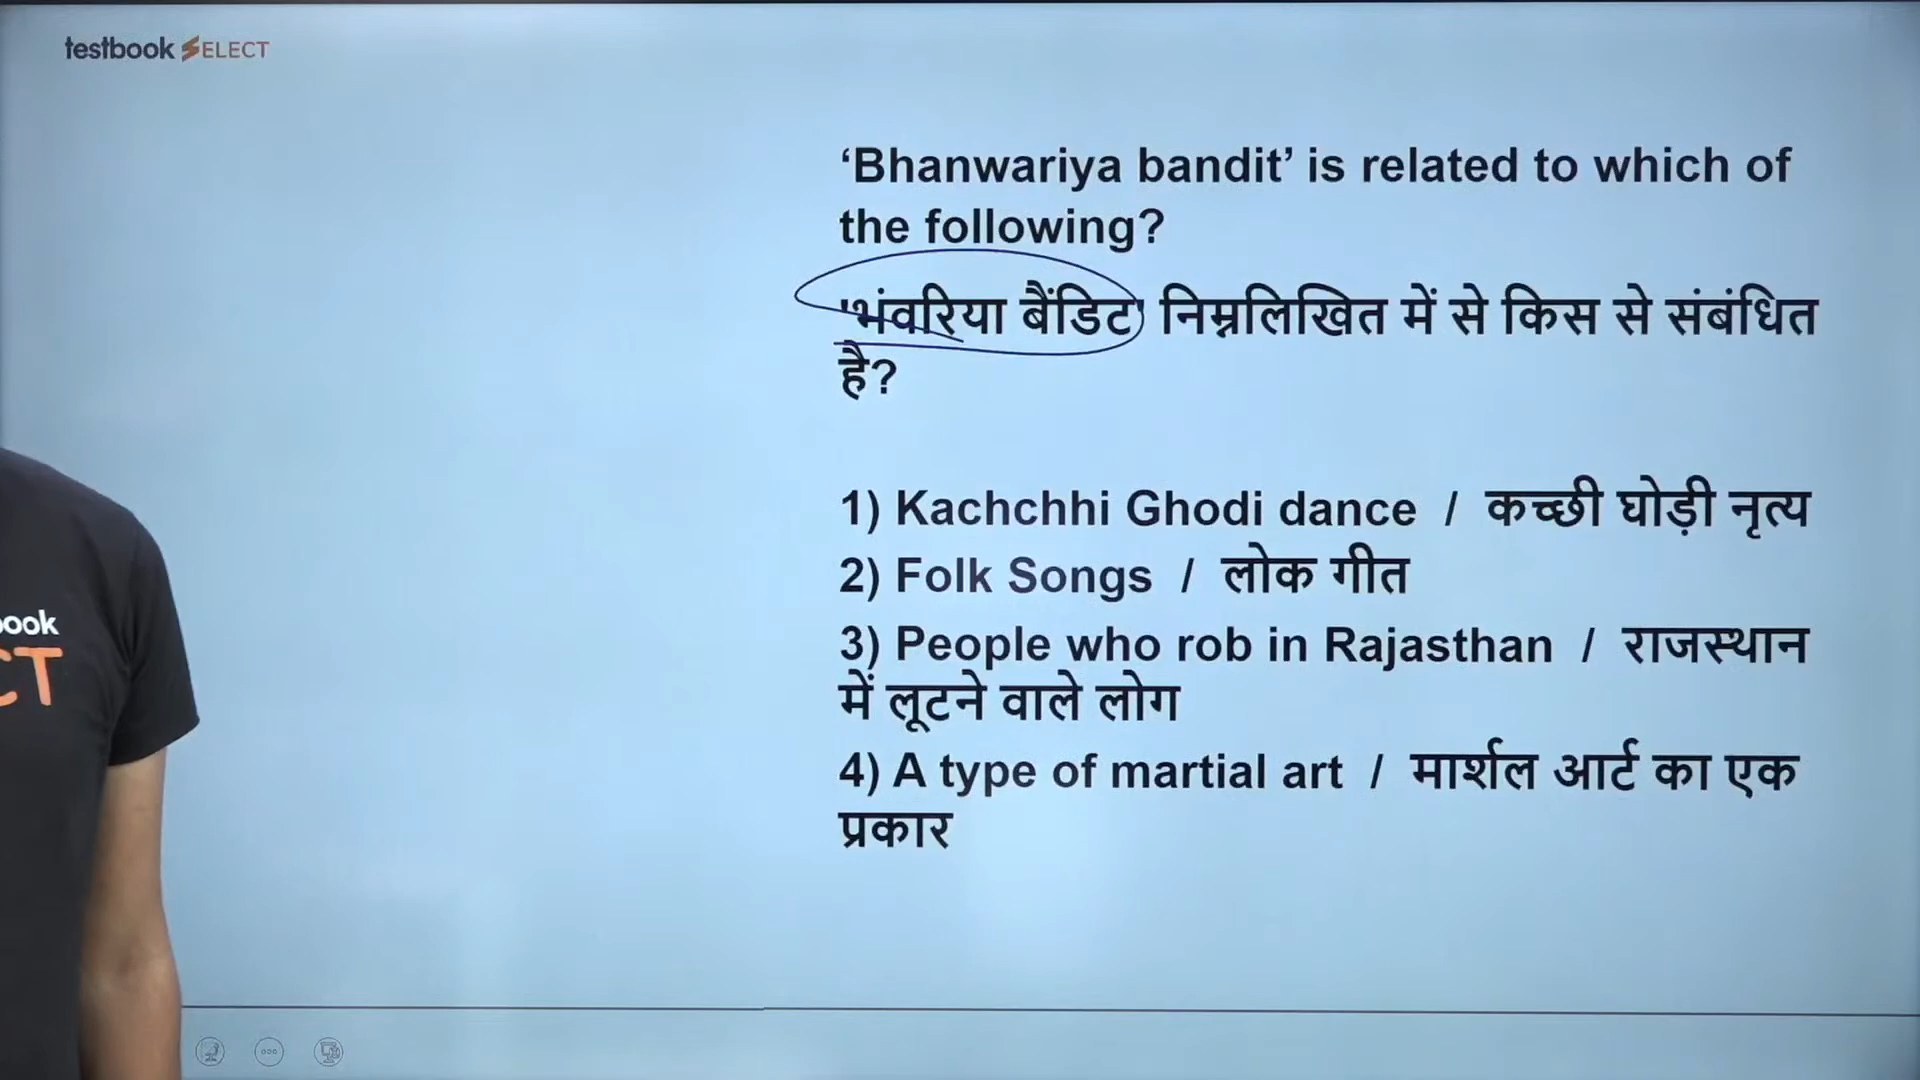 testbook SELECT
‘Bhanwariya bandit’ is related to which of
the following?
'भंवरिया बैंडिट' निम्नलिखित में से किस से संबंधित
है?
1) Kachchhi Ghodi dance / कच्छी घोड़ी नृत्य
2) Folk Songs / लोक गीत
3) People who rob in Rajasthan / राजस्थान
में लूटने वाले लोग
4) A type of martial art / मार्शल आर्ट का एक
प्रकार
ook
CT